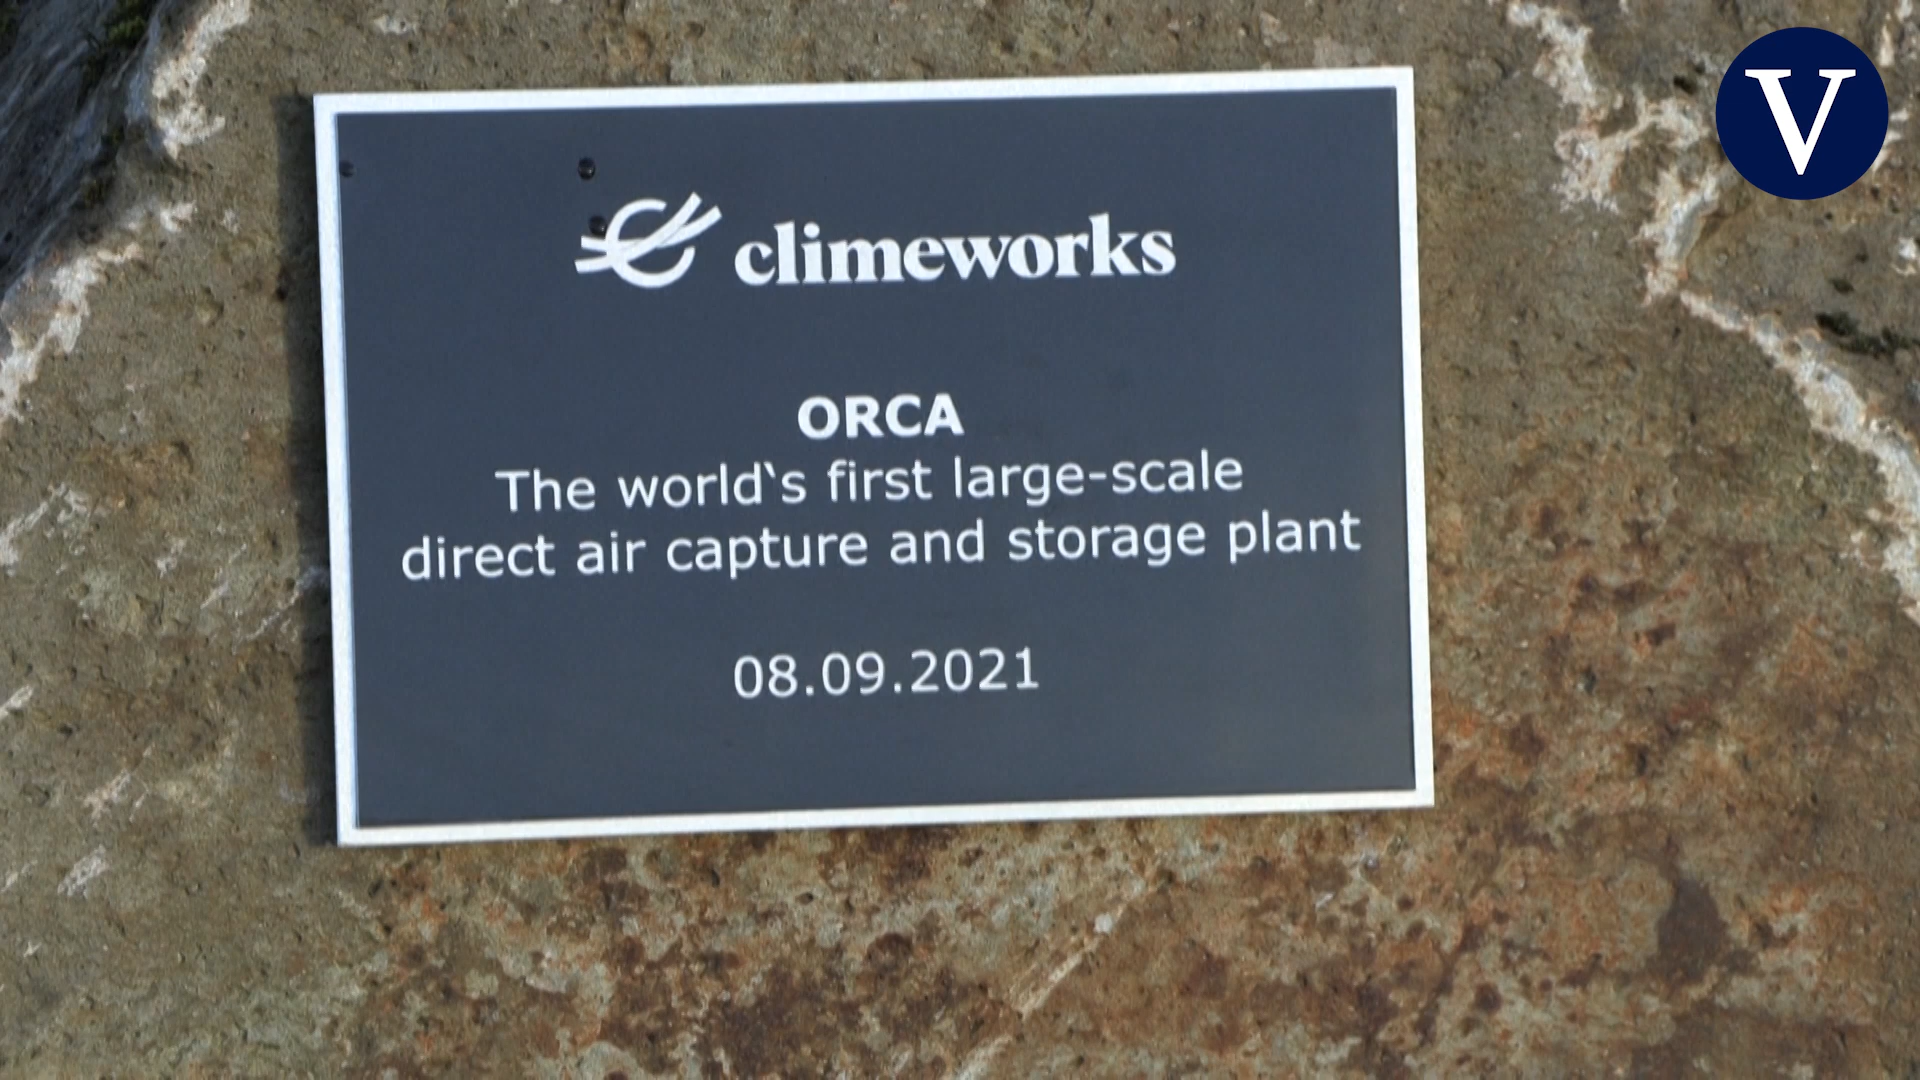 V
climeworks
ORCA
The world‘s first large-scale
direct air capture and storage plant
08.09.2021